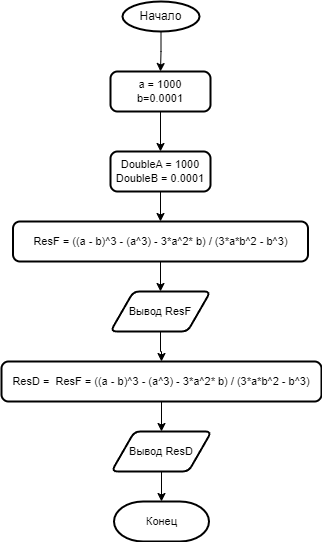 Начало
a = 1000
b=0.0001
DoubleA = 1000
DoubleB = 0.0001
ResF = ((a - b)^3 - (a^3) - 3*a^2* b) / (3*a*b^2 - b^3)
Вывод ResF
ResD =  ResF = ((a - b)^3 - (a^3) - 3*a^2* b) / (3*a*b^2 - b^3)
Вывод ResD
Конец